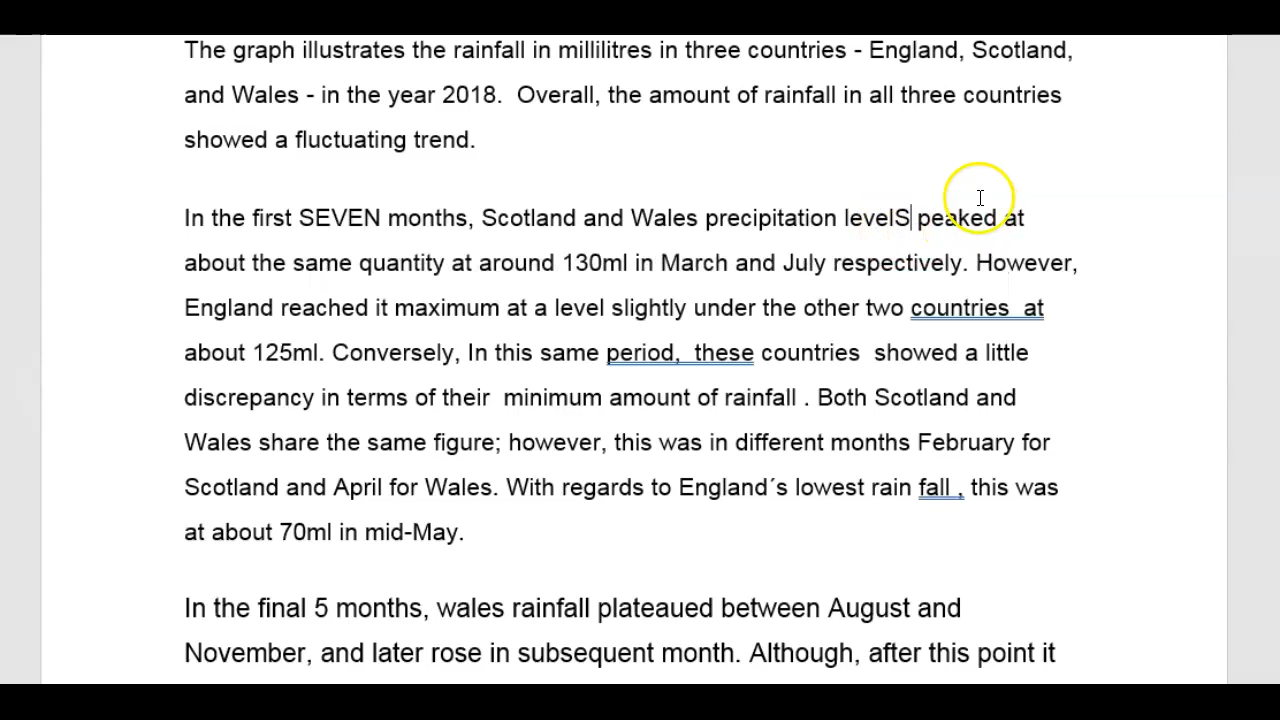 The graph illustrates the rainfall in millilitres in three countries - England, Scotland,
and Wales - in the year 2018.  Overall, the amount of rainfall in all three countries
showed a fluctuating trend.
In the first SEVEN months, Scotland and Wales precipitation levelS peaked at
about the same quantity at around 130ml in March and July respectively. However,
England reached it maximum at a level slightly under the other two countries  at
about 125ml. Conversely, In this same period,  these countries  showed a little
discrepancy in terms of their  minimum amount of rainfall . Both Scotland and
Wales share the same figure; however, this was in different months February for
Scotland and April for Wales. With regards to England´s lowest rain fall , this was
at about 70ml in mid-May.
In the final 5 months, wales rainfall plateaued between August and
November, and later rose in subsequent month. Although, after this point it